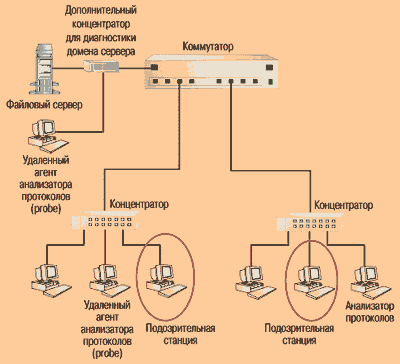 Дополнительный
концентратор
для диагностики
домена сервера
Коммутатор
Файловый сервер
Удаленный
агент
анализатора
протоколов
(probe)
Концентратор
Концентратор
Удаленный
агент
анализатора
протоколов
(probe)
Подозрительная
станция
Подозрительная
станция
Анализатор
протоколов